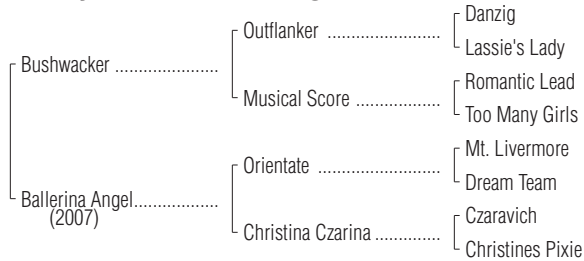 Danzig
Outflanker ......................
Lassie's Lady
Bushwacker ....................
Romantic Lead
Musical Score ...................
Too Many Girls
Mt. Livermore
Orientate ........................
Dream Team
Ballerina Angel................
(2007)
Czaravich
Christina Czarina ...............
Christines Pixie